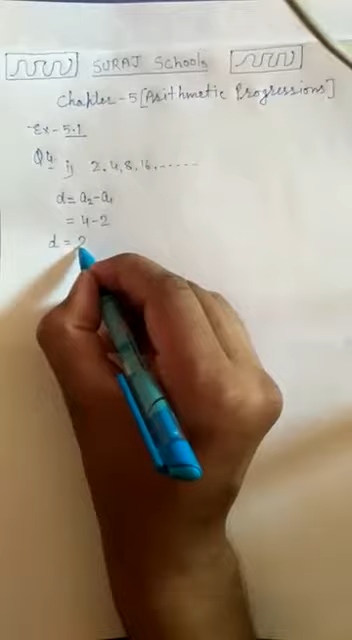 SURAJ Schools
Chapter-5 [Arithmetic Progressions]
Ex-5.1
Q4. i) 2, 4, 8, 16, .....
d = a₂-a₁
= 4-2
d = 2